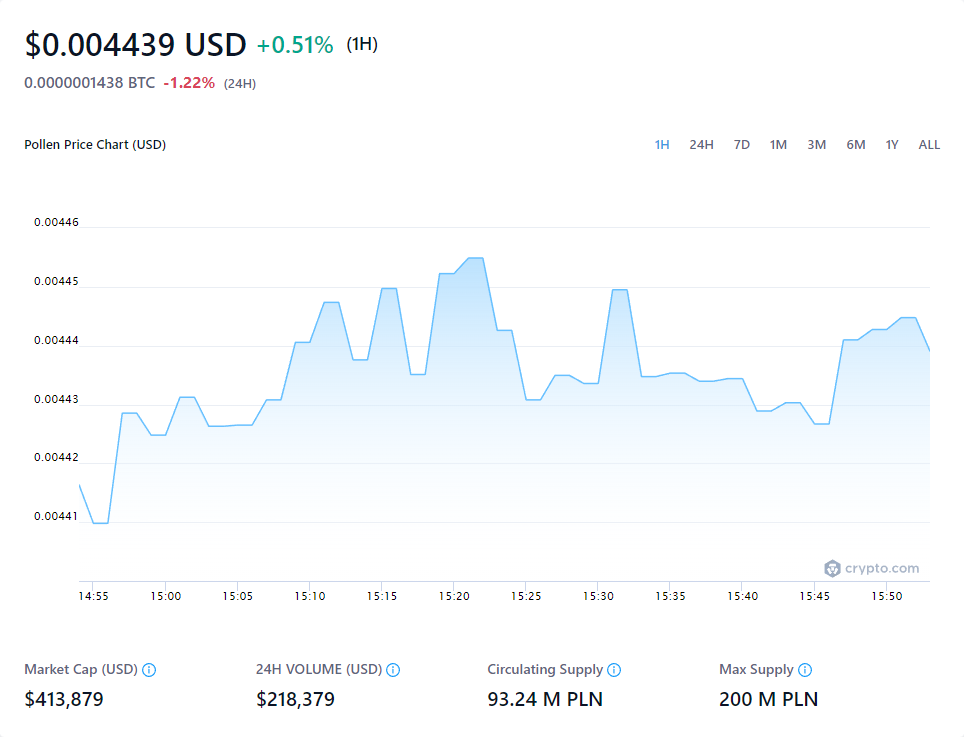 $0.004439 USD +0.51% (1H)
0.0000001438 BTC -1.22% (24H)
Pollen Price Chart (USD) 1H 24H 7D 1M 3M 6M 1Y ALL
0.00446
0.00445
0.00444
0.00443
0.00442
0.00441
crypto.com
14:55 15:00 15:05 15:10 15:15 15:20 15:25 15:30 15:35 15:40 15:45 15:50
Market Cap (USD) 24H VOLUME (USD) Circulating Supply Max Supply
$413,879 $218,379 93.24 M PLN 200 M PLN